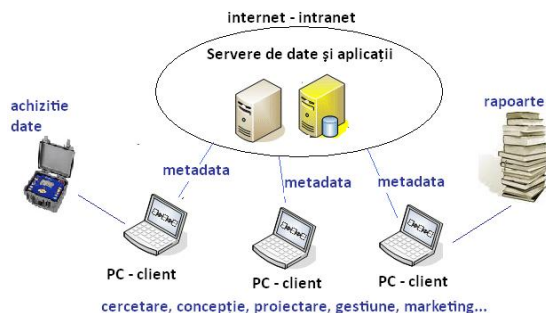 internet - intranet
Servere de date și aplicații
achizitie
date
rapoarte
metadata
metadata
metadata
PC - client
PC - client
PC - client
cercetare, concepție, proiectare, gestiune, marketing...